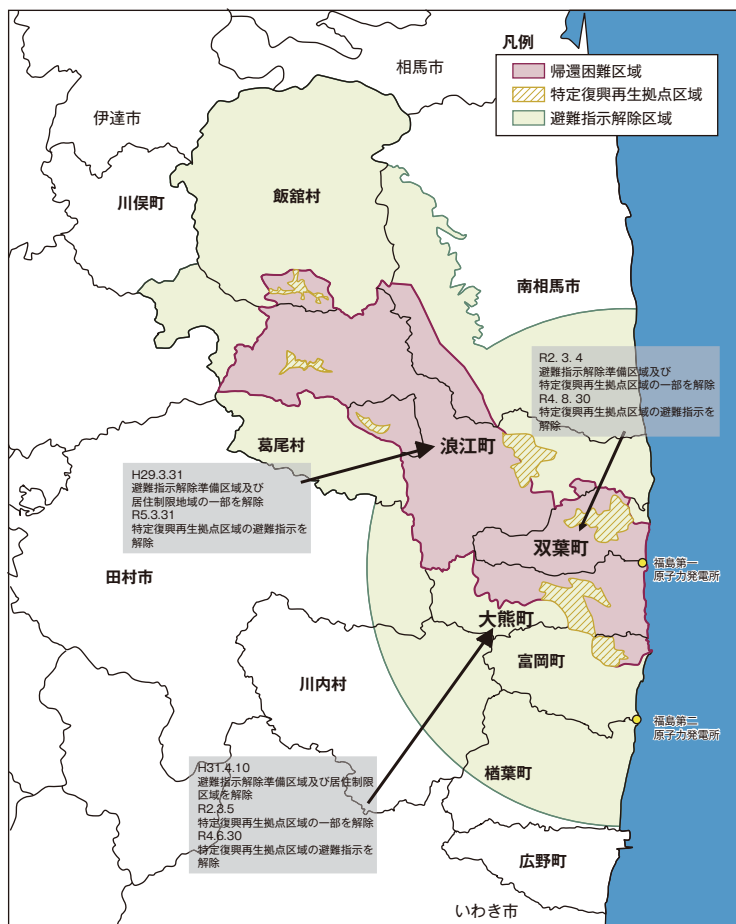 凡例
帰還困難区域
特定復興再生拠点区域
避難指示解除区域
相馬市
伊達市
川俣町
飯舘村
南相馬市
R2. 3. 4
避難指示解除準備区域及び
特定復興再生拠点区域の一部を解除
R4. 8. 30
特定復興再生拠点区域の避難指示を
解除
葛尾村
浪江町
H29.3.31
避難指示解除準備区域及び
居住制限地域の一部を解除
R5.3.31
特定復興再生拠点区域の避難指示を
解除
双葉町
福島第一
原子力発電所
田村市
大熊町
富岡町
川内村
福島第二
原子力発電所
楢葉町
H31.4.10
避難指示解除準備区域及び居住制限
区域を解除
R2.3.5
特定復興再生拠点区域の一部を解除
R4.6.30
特定復興再生拠点区域の避難指示を
解除
広野町
いわき市